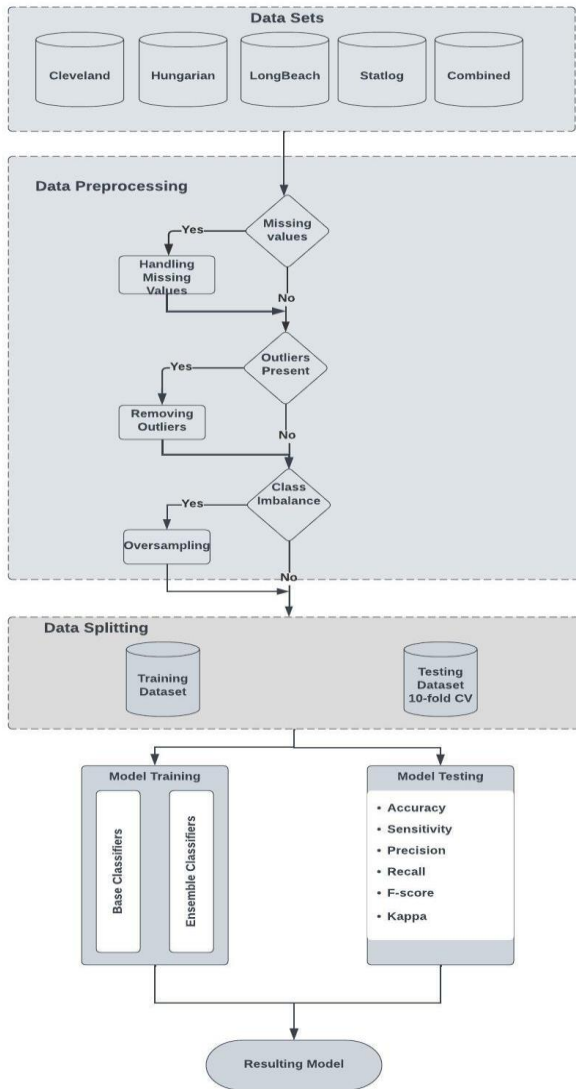 Data Sets
Cleveland
Hungarian
LongBeach
Statlog
Combined
Data Preprocessing
Missing
values
Yes
Handling
Missing
Values
No
Outliers
Present
Yes
Removing
Outliers
No
Class
Imbalance
Yes
Oversampling
No
Data Splitting
Training
Dataset
Testing
Dataset
10-fold CV
Model Training
Base Classifiers
Ensemble Classifiers
Model Testing
• Accuracy
• Sensitivity
• Precision
• Recall
• F-score
• Kappa
Resulting Model